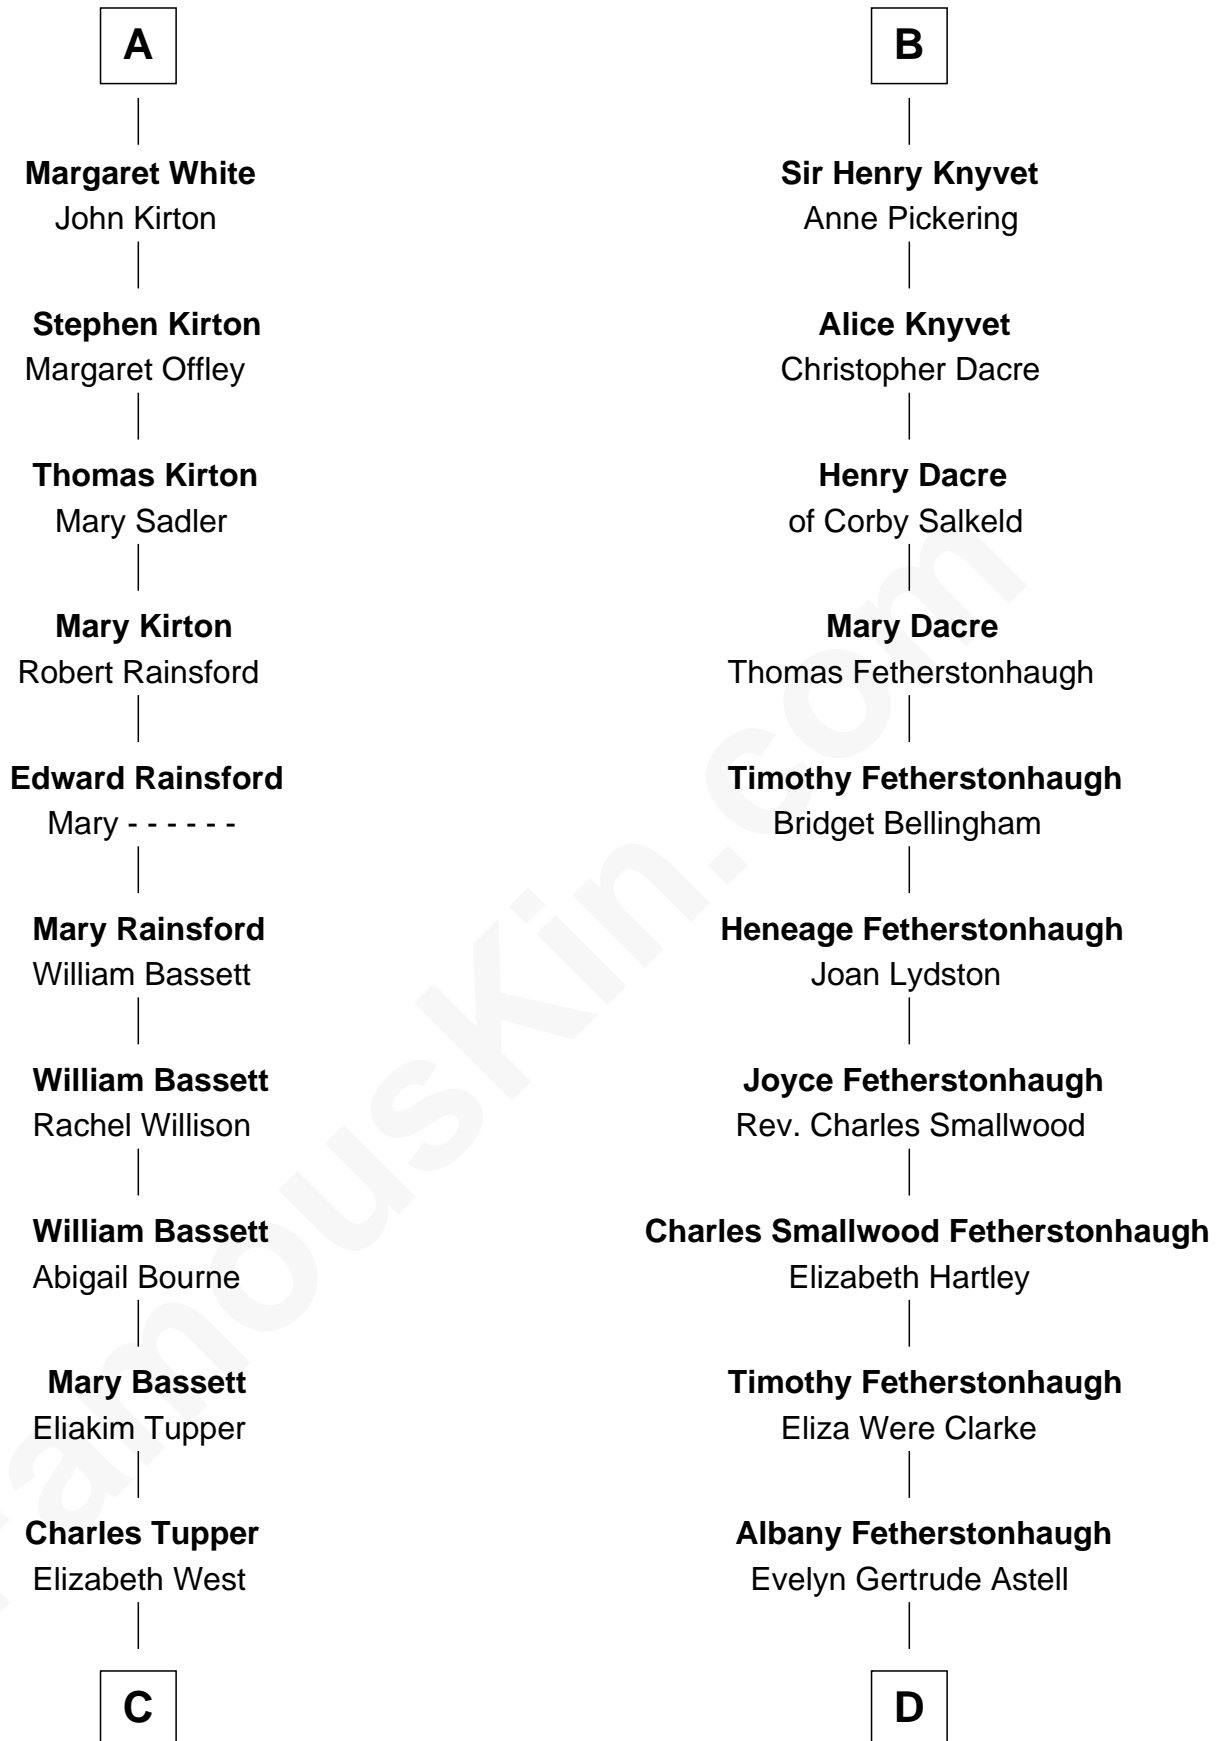 A
Margaret White
John Kirton
Stephen Kirton
Margaret Offley
Thomas Kirton
Mary Sadler
Mary Kirton
Robert Rainsford
Edward Rainsford
Mary - - - - - -
Mary Rainsford
William Bassett
William Bassett
Rachel Willison
William Bassett
Abigail Bourne
Mary Bassett
Eliakim Tupper
Charles Tupper
Elizabeth West
C
B
Sir Henry Knyvet
Anne Pickering
Alice Knyvet
Christopher Dacre
Henry Dacre
of Corby Salkeld
Mary Dacre
Thomas Fetherstonhaugh
Timothy Fetherstonhaugh
Bridget Bellingham
Heneage Fetherstonhaugh
Joan Lydston
Joyce Fetherstonhaugh
Rev. Charles Smallwood
Charles Smallwood Fetherstonhaugh
Elizabeth Hartley
Timothy Fetherstonhaugh
Eliza Were Clarke
Albany Fetherstonhaugh
Evelyn Gertrude Astell
D
FamousKin.com